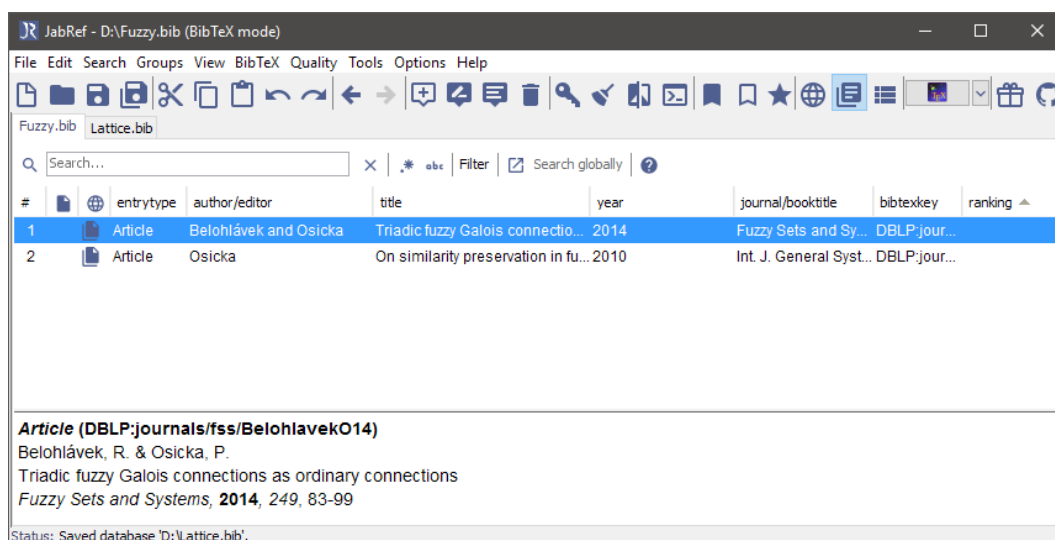 JabRef - D:\Fuzzy.bib (BibTeX mode)
File Edit Search Groups View BibTeX Quality Tools Options Help
Fuzzy.bib Lattice.bib
Search... abc Filter Search globally
# entrytype author/editor title year journal/booktitle bibtexkey ranking
1 Article Belohlávek and Osicka Triadic fuzzy Galois connectio... 2014 Fuzzy Sets and Sy... DBLP:jour...
2 Article Osicka On similarity preservation in fu... 2010 Int. J. General Syst... DBLP:jour...
Article (DBLP:journals/fss/BelohlavekO14)
Belohlávek, R. & Osicka, P.
Triadic fuzzy Galois connections as ordinary connections
Fuzzy Sets and Systems, 2014, 249, 83-99
Status: Saved database 'D:\Lattice.bib'.